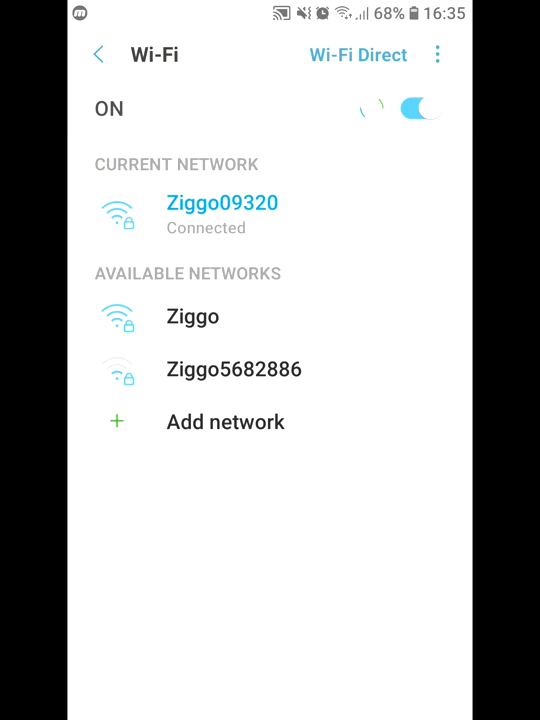 68% 16:35
Wi-Fi Wi-Fi Direct
ON
CURRENT NETWORK
Ziggo09320
Connected
AVAILABLE NETWORKS
Ziggo
Ziggo5682886
Add network